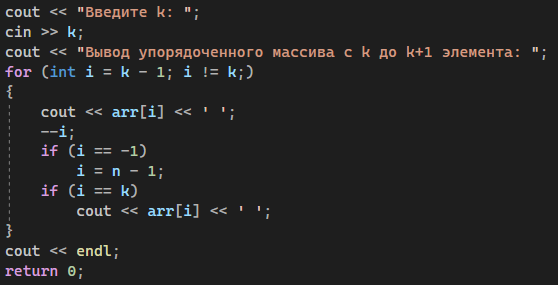 cout << "Введите k: ";
cin >> k;
cout << "Вывод упорядоченного массива с k до k+1 элемента: ";
for (int i = k - 1; i != k;)
{
    cout << arr[i] << ' ';
    --i;
    if (i == -1)
        i = n - 1;
    if (i == k)
        cout << arr[i] << ' ';
}
cout << endl;
return 0;